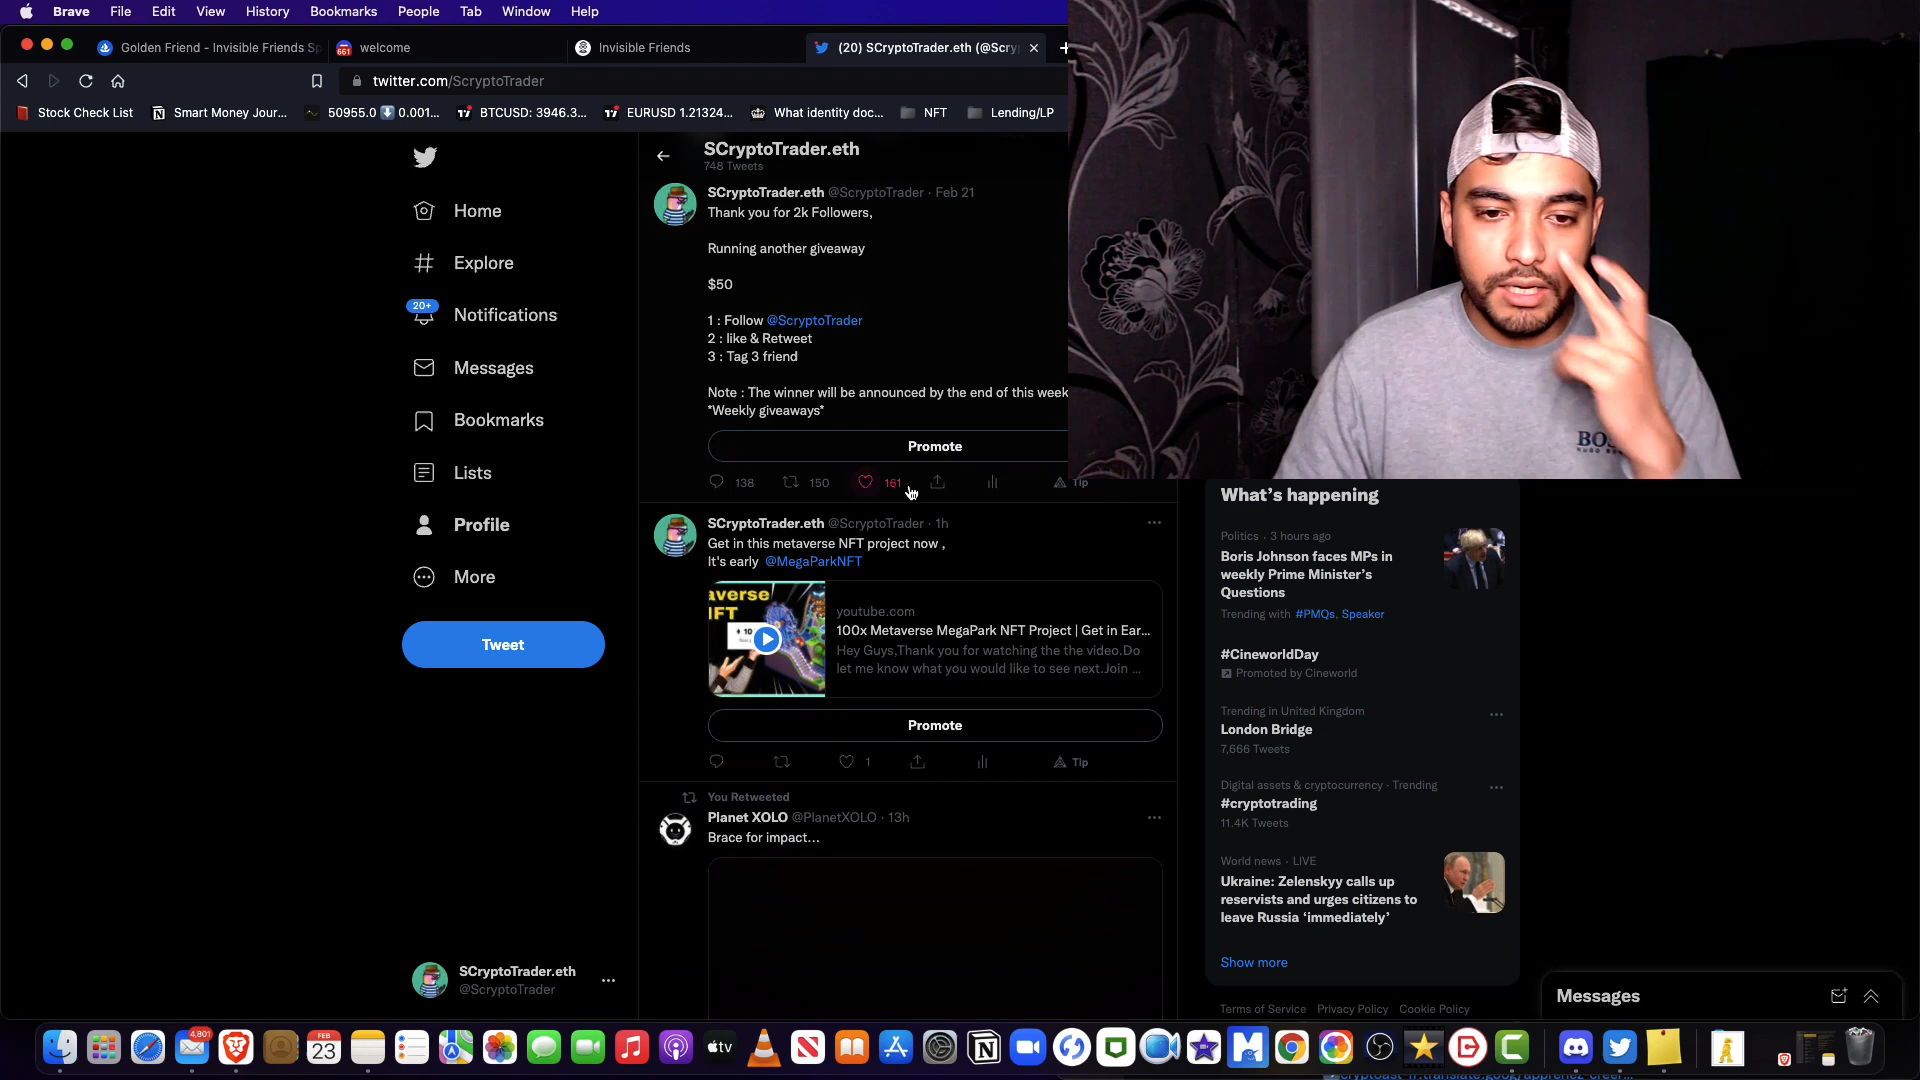 Brave File Edit View History Bookmarks People Tab Window Help
Golden Friend - Invisible Friends Sp
661 welcome
Invisible Friends
(20) SCryptoTrader.eth (@Scry
twitter.com/ScryptoTrader
Stock Check List
Smart Money Jour...
50955.0 0.001...
BTCUSD: 3946.3...
EURUSD 1.21324...
What identity doc...
NFT
Lending/LP
Home
Explore
20+
Notifications
Messages
Bookmarks
Lists
Profile
More
Tweet
SCryptoTrader.eth
@ScryptoTrader
SCryptoTrader.eth
748 Tweets
SCryptoTrader.eth @ScryptoTrader · Feb 21
Thank you for 2k Followers,
Running another giveaway
$50
1 : Follow @ScryptoTrader
2 : like & Retweet
3 : Tag 3 friend
Note : The winner will be announced by the end of this week
*Weekly giveaways*
Promote
138 150 161 Tip
SCryptoTrader.eth @ScryptoTrader · 1h
Get in this metaverse NFT project now ,
It's early @MegaParkNFT
averse
IFT
10
youtube.com
100x Metaverse MegaPark NFT Project | Get in Ear...
Hey Guys,Thank you for watching the the video.Do
let me know what you would like to see next.Join ...
Promote
1 Tip
You Retweeted
Planet XOLO @PlanetXOLO · 13h
Brace for impact...
What's happening
Politics · 3 hours ago
Boris Johnson faces MPs in
weekly Prime Minister's
Questions
Trending with #PMQs, Speaker
#CineworldDay
Promoted by Cineworld
Trending in United Kingdom
London Bridge
7,666 Tweets
Digital assets & cryptocurrency · Trending
#cryptotrading
11.4K Tweets
World news · LIVE
Ukraine: Zelenskyy calls up
reservists and urges citizens to
leave Russia 'immediately'
Show more
Terms of Service Privacy Policy Cookie Policy
Messages
4,801
FEB
23
tv